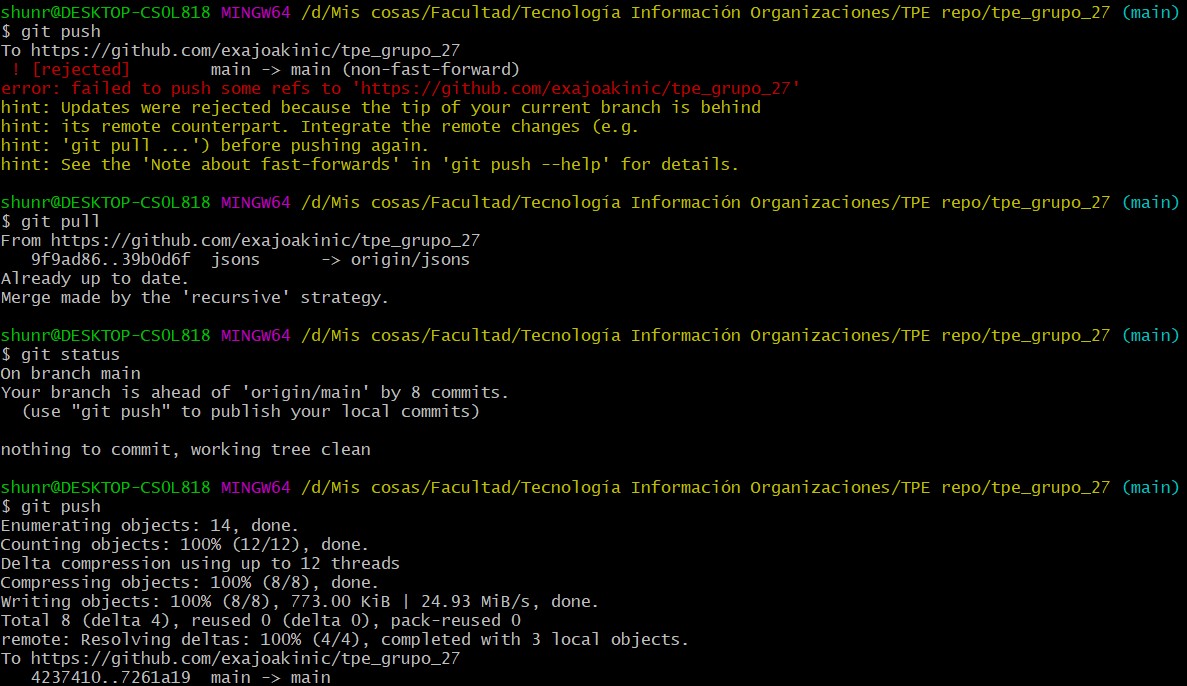 shunr@DESKTOP-CSOL818 MINGW64 /d/Mis cosas/Facultad/Tecnología Información Organizaciones/TPE repo/tpe_grupo_27 (main)
$ git push
To https://github.com/exajoakinic/tpe_grupo_27
 ! [rejected]        main -> main (non-fast-forward)
error: failed to push some refs to 'https://github.com/exajoakinic/tpe_grupo_27'
hint: Updates were rejected because the tip of your current branch is behind
hint: its remote counterpart. Integrate the remote changes (e.g.
hint: 'git pull ...') before pushing again.
hint: See the 'Note about fast-forwards' in 'git push --help' for details.

shunr@DESKTOP-CSOL818 MINGW64 /d/Mis cosas/Facultad/Tecnología Información Organizaciones/TPE repo/tpe_grupo_27 (main)
$ git pull
From https://github.com/exajoakinic/tpe_grupo_27
   9f9ad86..39b0d6f  jsons      -> origin/jsons
Already up to date.
Merge made by the 'recursive' strategy.

shunr@DESKTOP-CSOL818 MINGW64 /d/Mis cosas/Facultad/Tecnología Información Organizaciones/TPE repo/tpe_grupo_27 (main)
$ git status
On branch main
Your branch is ahead of 'origin/main' by 8 commits.
  (use "git push" to publish your local commits)

nothing to commit, working tree clean

shunr@DESKTOP-CSOL818 MINGW64 /d/Mis cosas/Facultad/Tecnología Información Organizaciones/TPE repo/tpe_grupo_27 (main)
$ git push
Enumerating objects: 14, done.
Counting objects: 100% (12/12), done.
Delta compression using up to 12 threads
Compressing objects: 100% (8/8), done.
Writing objects: 100% (8/8), 773.00 KiB | 24.93 MiB/s, done.
Total 8 (delta 4), reused 0 (delta 0), pack-reused 0
remote: Resolving deltas: 100% (4/4), completed with 3 local objects.
To https://github.com/exajoakinic/tpe_grupo_27
   4237410..7261a19  main -> main